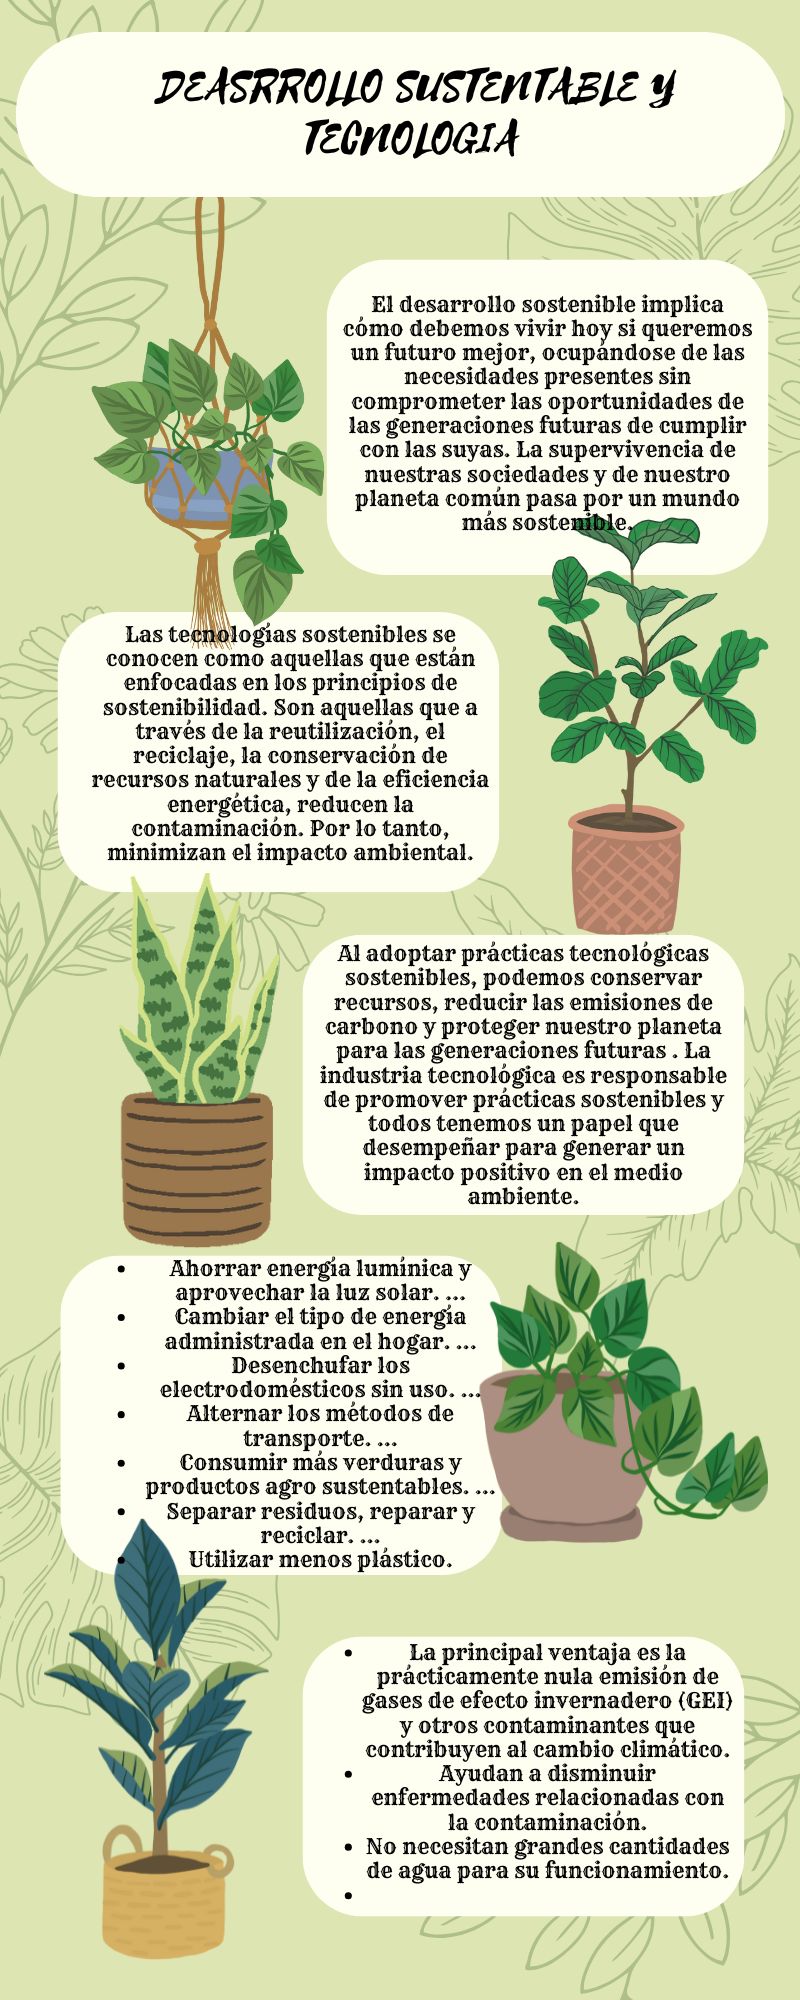 DEASRROLLO SUSTENTABLE Y
TECNOLOGIA
El desarrollo sostenible implica
cómo debemos vivir hoy si queremos
un futuro mejor, ocupándose de las
necesidades presentes sin
comprometer las oportunidades de
las generaciones futuras de cumplir
con las suyas. La supervivencia de
nuestras sociedades y de nuestro
planeta común pasa por un mundo
más sostenible.
Las tecnologías sostenibles se
conocen como aquellas que están
enfocadas en los principios de
sostenibilidad. Son aquellas que a
través de la reutilización, el
reciclaje, la conservación de
recursos naturales y de la eficiencia
energética, reducen la
contaminación. Por lo tanto,
minimizan el impacto ambiental.
Al adoptar prácticas tecnológicas
sostenibles, podemos conservar
recursos, reducir las emisiones de
carbono y proteger nuestro planeta
para las generaciones futuras . La
industria tecnológica es responsable
de promover prácticas sostenibles y
todos tenemos un papel que
desempeñar para generar un
impacto positivo en el medio
ambiente.
• Ahorrar energía lumínica y
aprovechar la luz solar. ...
• Cambiar el tipo de energía
administrada en el hogar. ...
• Desenchufar los
electrodomésticos sin uso. ...
• Alternar los métodos de
transporte. ...
• Consumir más verduras y
productos agro sustentables. ...
• Separar residuos, reparar y
reciclar. ...
• Utilizar menos plástico.
• La principal ventaja es la
prácticamente nula emisión de
gases de efecto invernadero (GEI)
y otros contaminantes que
contribuyen al cambio climático.
• Ayudan a disminuir
enfermedades relacionadas con
la contaminación.
• No necesitan grandes cantidades
de agua para su funcionamiento.
•